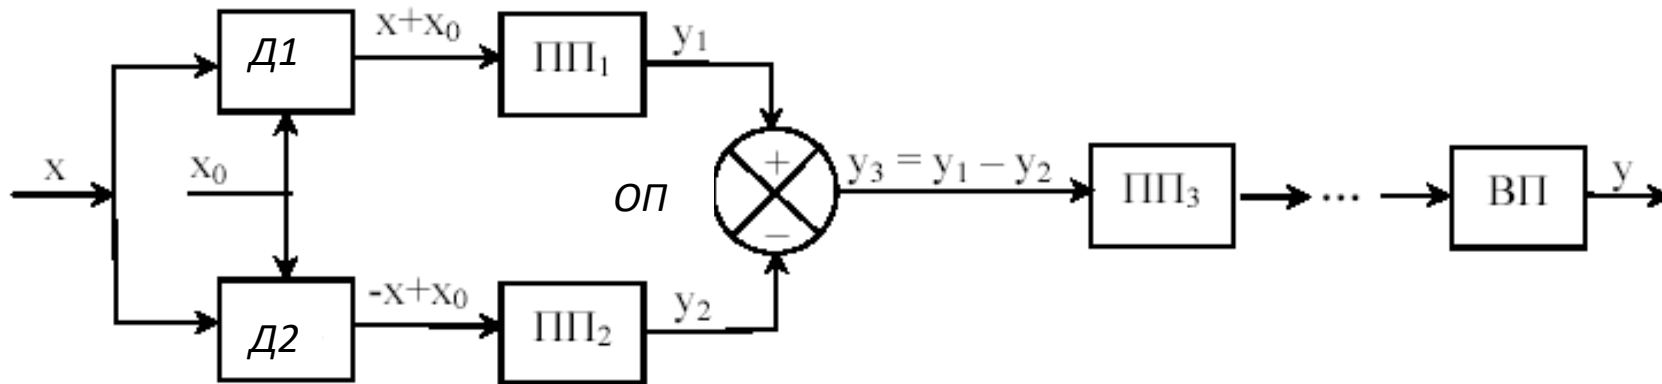 x
x₀
Д1
Д2
x+x₀
-x+x₀
ПП₁
ПП₂
y₁
y₂
ОП
+
–
y₃ = y₁ – y₂
ПП₃
...
ВП
y